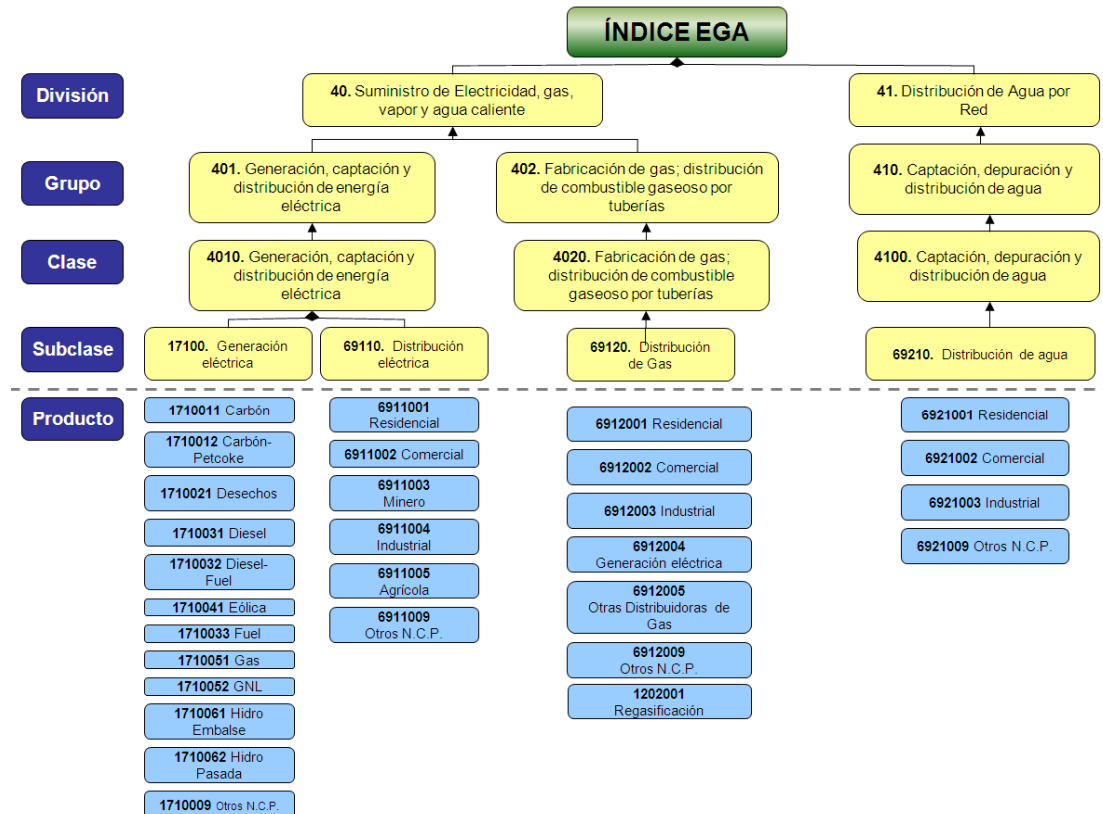 ÍNDICE EGA
División
40. Suministro de Electricidad, gas,
vapor y agua caliente
41. Distribución de Agua por
Red
Grupo
401. Generación, captación y
distribución de energía
eléctrica
402. Fabricación de gas; distribución
de combustible gaseoso por
tuberías
410. Captación, depuración y
distribución de agua
Clase
4010. Generación, captación y
distribución de energía
eléctrica
4020. Fabricación de gas;
distribución de combustible
gaseoso por tuberías
4100. Captación, depuración y
distribución de agua
Subclase
17100. Generación
eléctrica
69110. Distribución
eléctrica
69120. Distribución
de Gas
69210. Distribución de agua
Producto
1710011 Carbón
1710012 Carbón-
Petcoke
1710021 Desechos
1710031 Diesel
1710032 Diesel-
Fuel
1710041 Eólica
1710033 Fuel
1710051 Gas
1710052 GNL
1710061 Hidro
Embalse
1710062 Hidro
Pasada
1710009 Otros N.C.P.
6911001
Residencial
6911002 Comercial
6911003
Minero
6911004
Industrial
6911005
Agrícola
6911009
Otros N.C.P.
6912001 Residencial
6912002 Comercial
6912003 Industrial
6912004
Generación eléctrica
6912005
Otras Distribuidoras de
Gas
6912009
Otros N.C.P.
1202001
Regasificación
6921001 Residencial
6921002 Comercial
6921003 Industrial
6921009 Otros N.C.P.